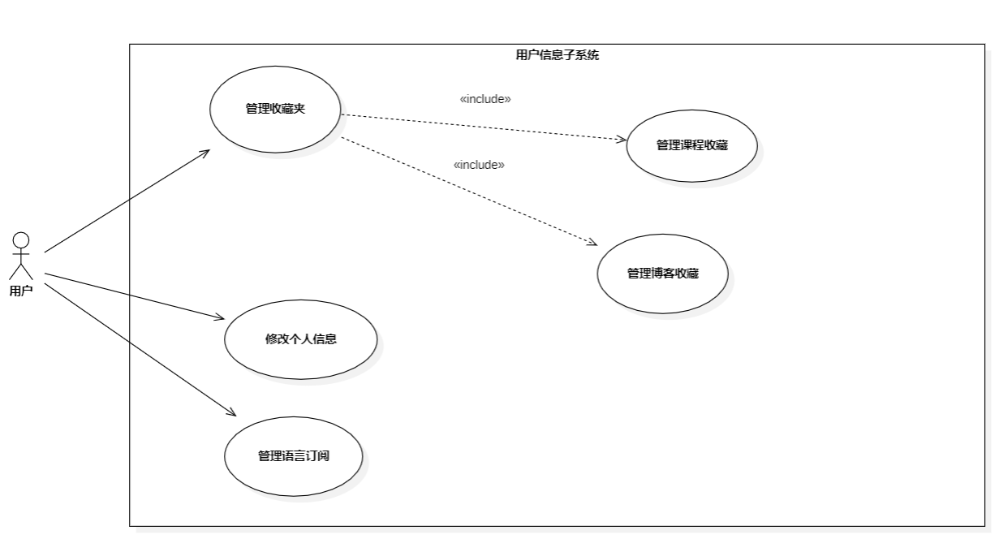 用户信息子系统
管理收藏夹
«include»
管理课程收藏
«include»
管理博客收藏
用户
修改个人信息
管理语言订阅